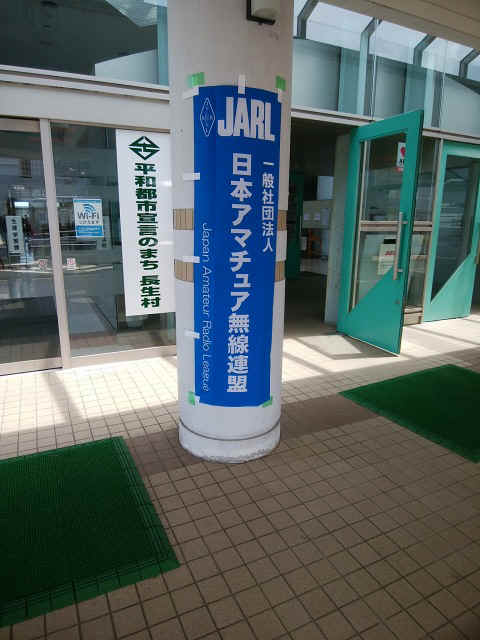 JARL
一般社団法人
日本アマチュア無線連盟
Japan Amateur Radio League
平和都市宣言のまち 長生村
Wi-Fi